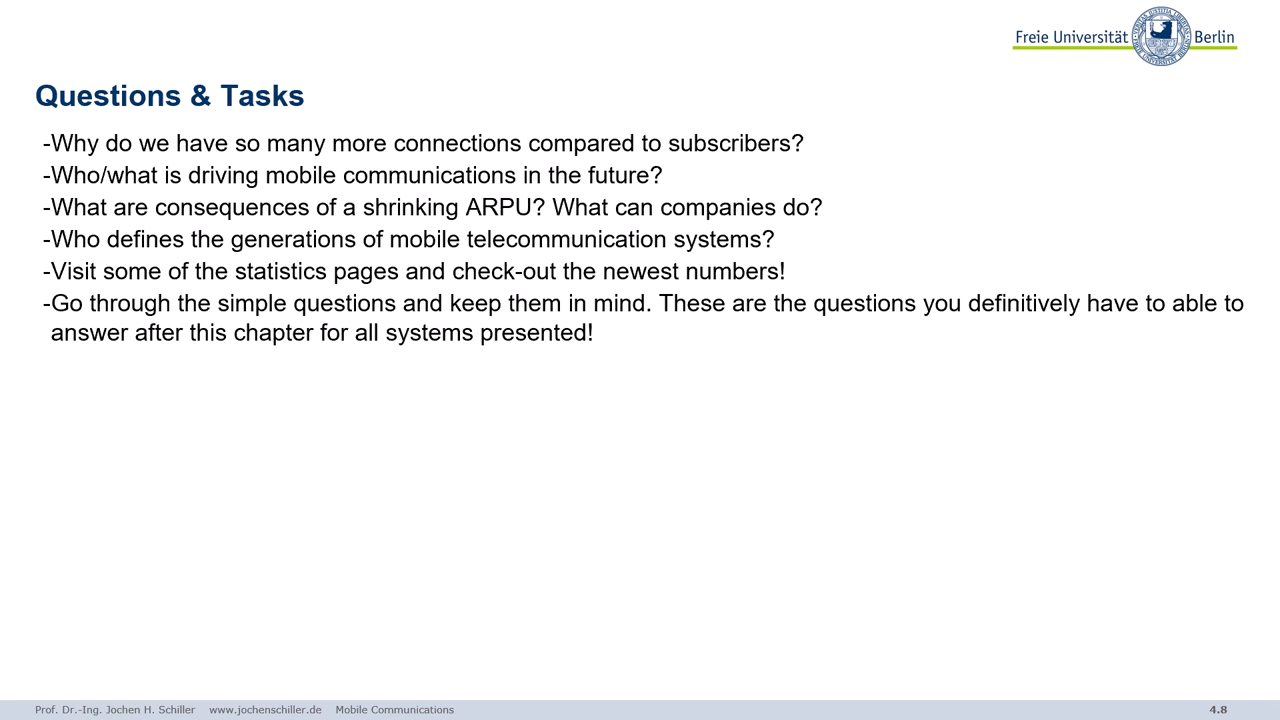 Freie Universität Berlin
Questions & Tasks
-Why do we have so many more connections compared to subscribers?
-Who/what is driving mobile communications in the future?
-What are consequences of a shrinking ARPU? What can companies do?
-Who defines the generations of mobile telecommunication systems?
-Visit some of the statistics pages and check-out the newest numbers!
-Go through the simple questions and keep them in mind. These are the questions you definitively have to able to
answer after this chapter for all systems presented!
Prof. Dr.-Ing. Jochen H. Schiller www.jochenschiller.de Mobile Communications 4.8